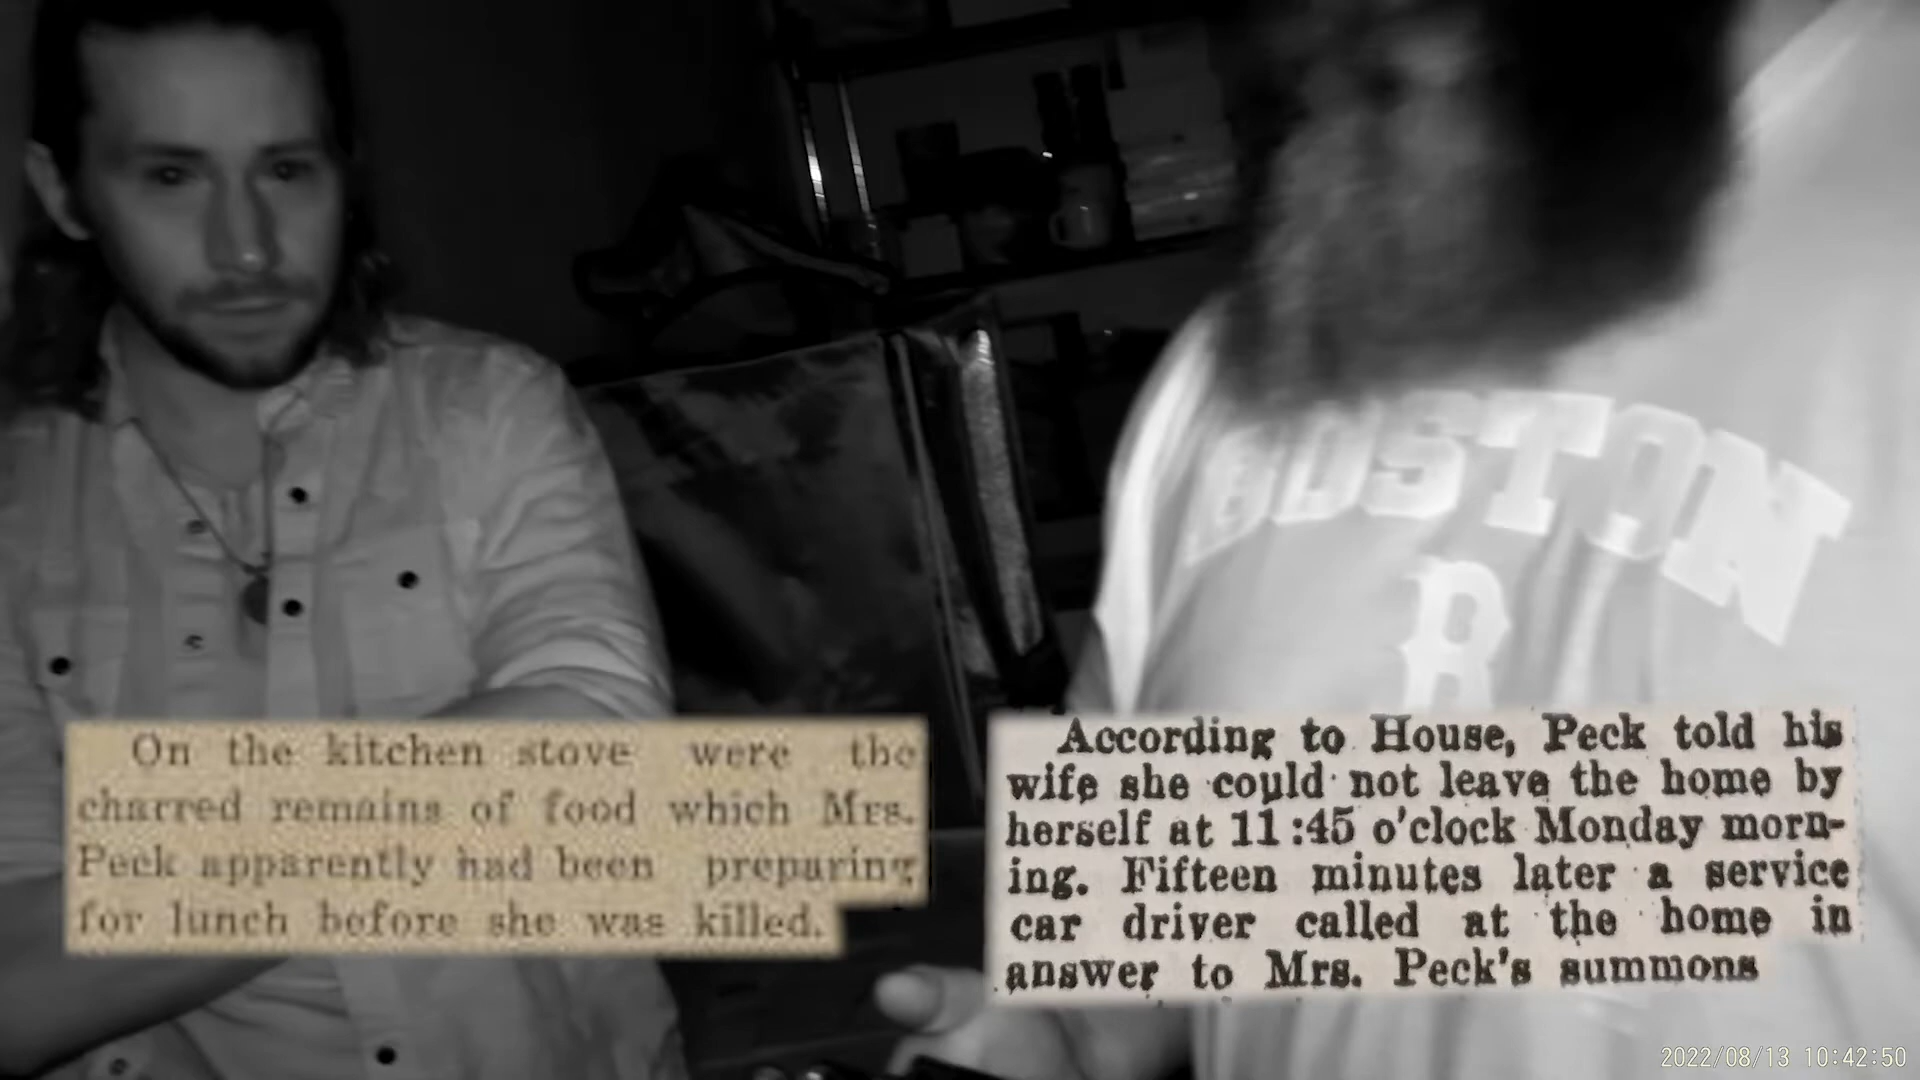 BOSTON
B
On the kitchen stove were the
charred remains of food which Mrs.
Peck apparently had been preparing
for lunch before she was killed.
According to House, Peck told his
wife she could not leave the home by
herself at 11:45 o'clock Monday morn-
ing. Fifteen minutes later a service
car driver called at the home in
answer to Mrs. Peck's summons
2022/08/13 10:42:50